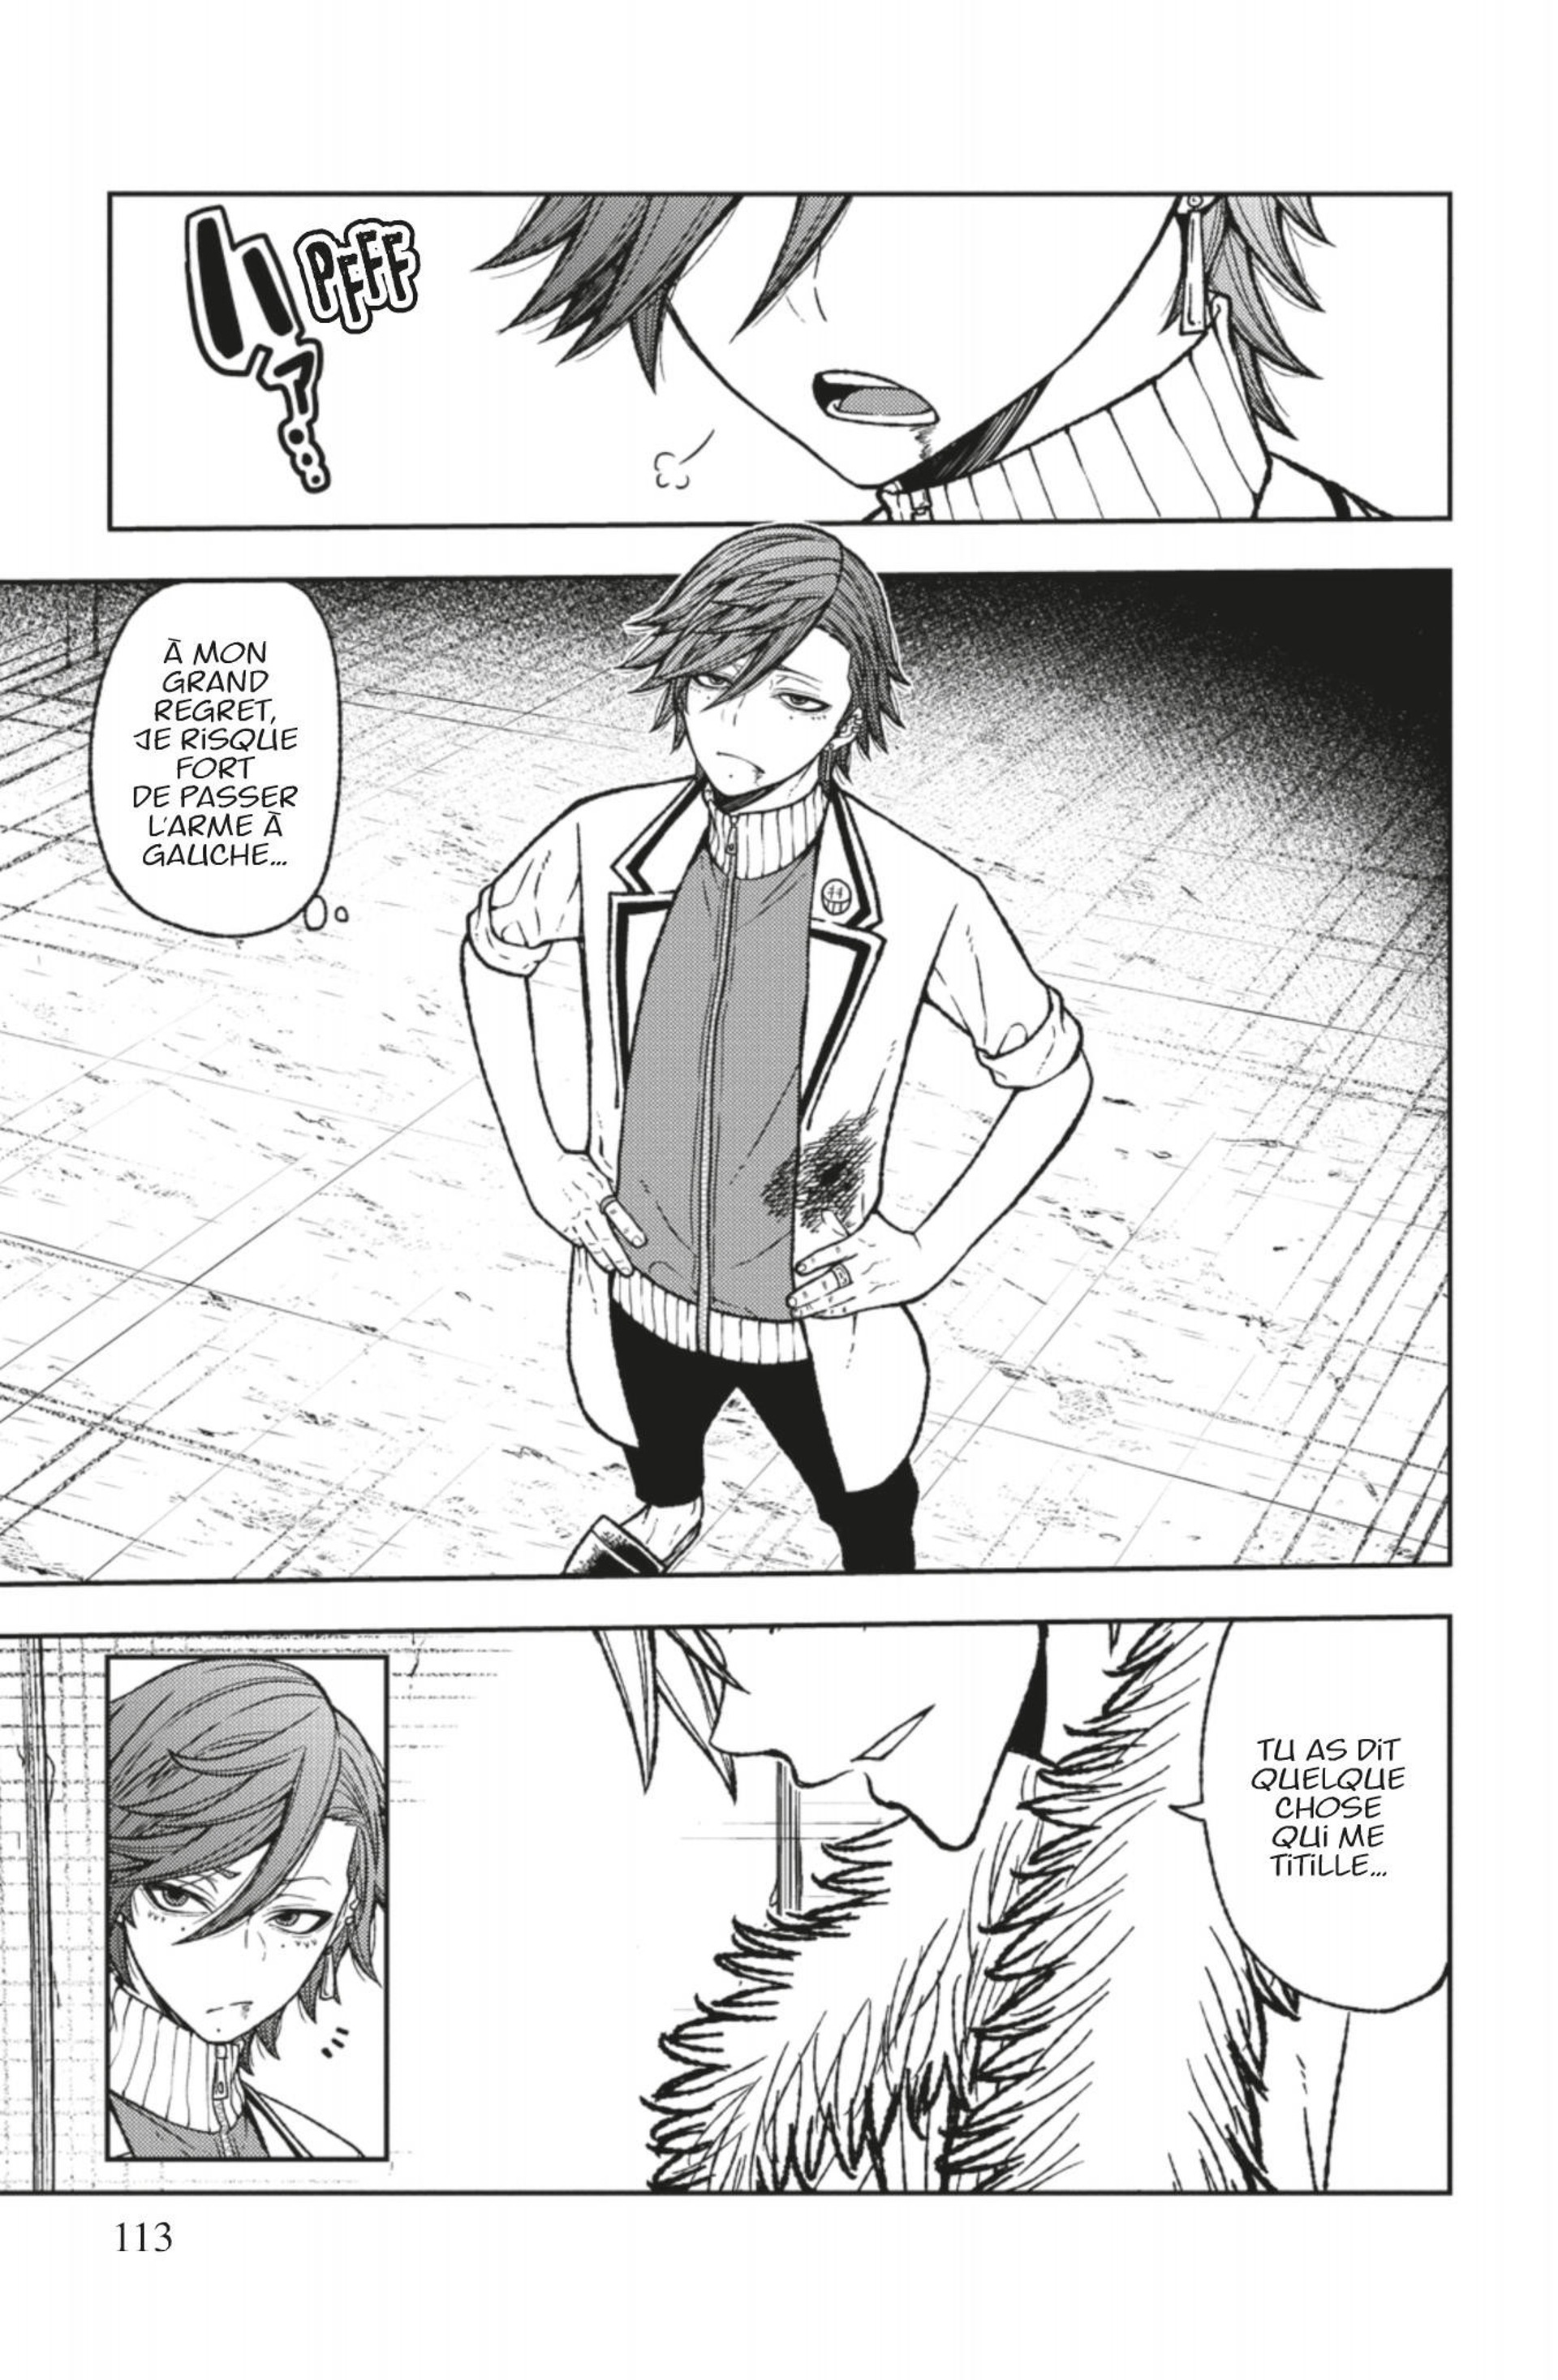 ハァ…
PFFF
À MON
GRAND
REGRET,
JE RISQUE
FORT
DE PASSER
L'ARME À
GAUCHE...
TU AS DIT
QUELQUE
CHOSE
QUI ME
TITILLE...
113